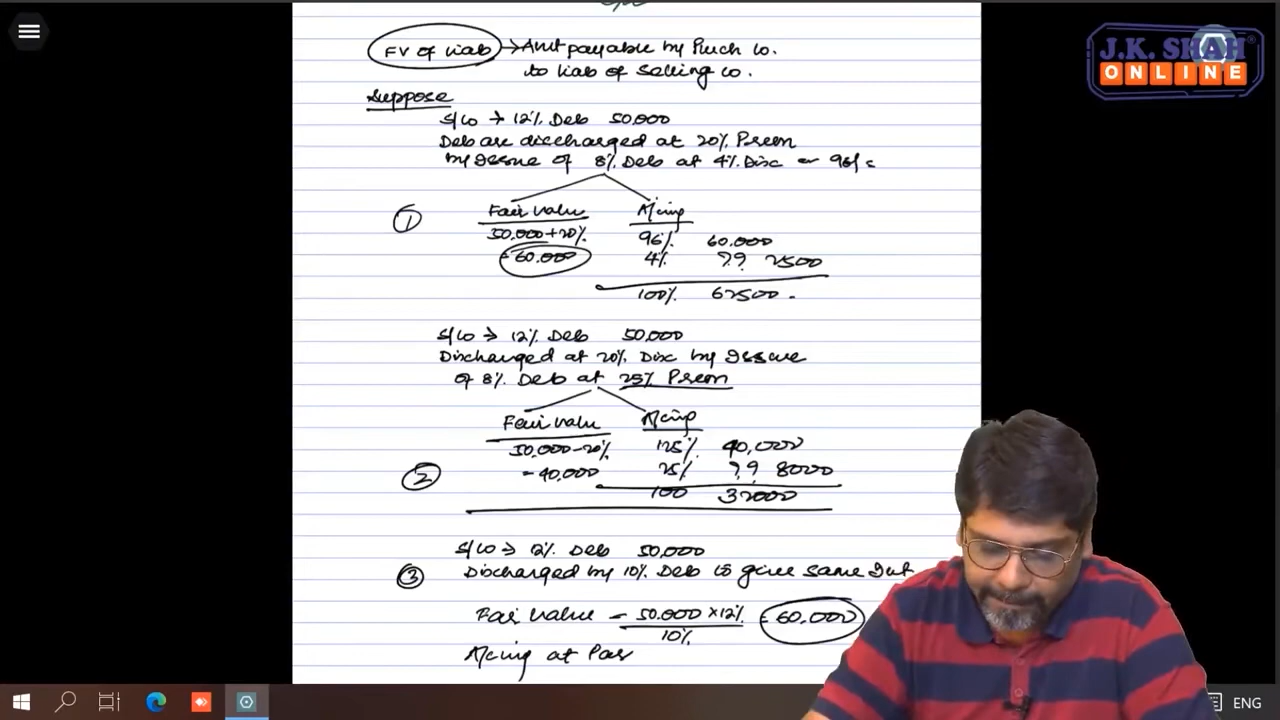 FV of Liab → Amt payable by Purch Co.
to Liab of Selling Co.
Suppose
S/Co → 12% Deb 50,000
Deb are discharged at 20% Prem
by Issue of 8% Deb at 4% Disc or 96/-
①
Fair Value A/cing
50,000+20% 96% 60,000
= 60,000 4% ?? 2500
100% 62500
S/Co → 12% Deb 50,000
Discharged at 20% Disc by Issue
of 8% Deb at 25% Prem
Fair Value A/cing
50,000-20% 125% 40,000
② = 40,000 25% ?? 8000
100 32000
S/Co → 12% Deb 50,000
③ Discharged by 10% Deb to give same Int
Fair Value = 50,000 × 12% = 60,000
10%
A/cing at Par
J.K. SHAH
ONLINE
ENG